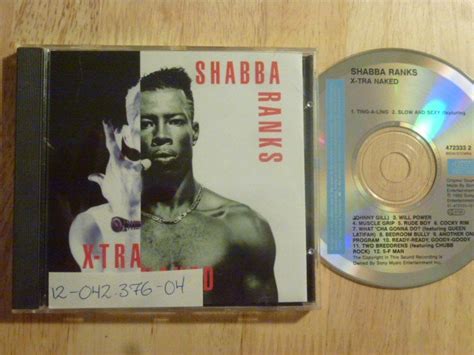 SHABBA
RANKS
X-TRA
12-042.376-04
SHABBA RANKS
X-TRA NAKED
1. TING-A-LING 2. SLOW AND SEXY (featuring
472333 2
JOHNNY GILL) 3. WILL POWER
4. MUSCLE GRIP 5. RUDE BOY 6. COCKY RIM
7. WHAT 'CHA GONNA DO? (featuring QUEEN
LATIFAH) 8. BEDROOM BULLY 9. ANOTHER ON
PROGRAM 10. READY-READY, GOODY-GOODY
11. TWO BREDDRENS (featuring CHUBB
ROCK) 12. 5-F MAN
The Copyright in This Sound Recording is
Owned By Sony Music Entertainment Inc.